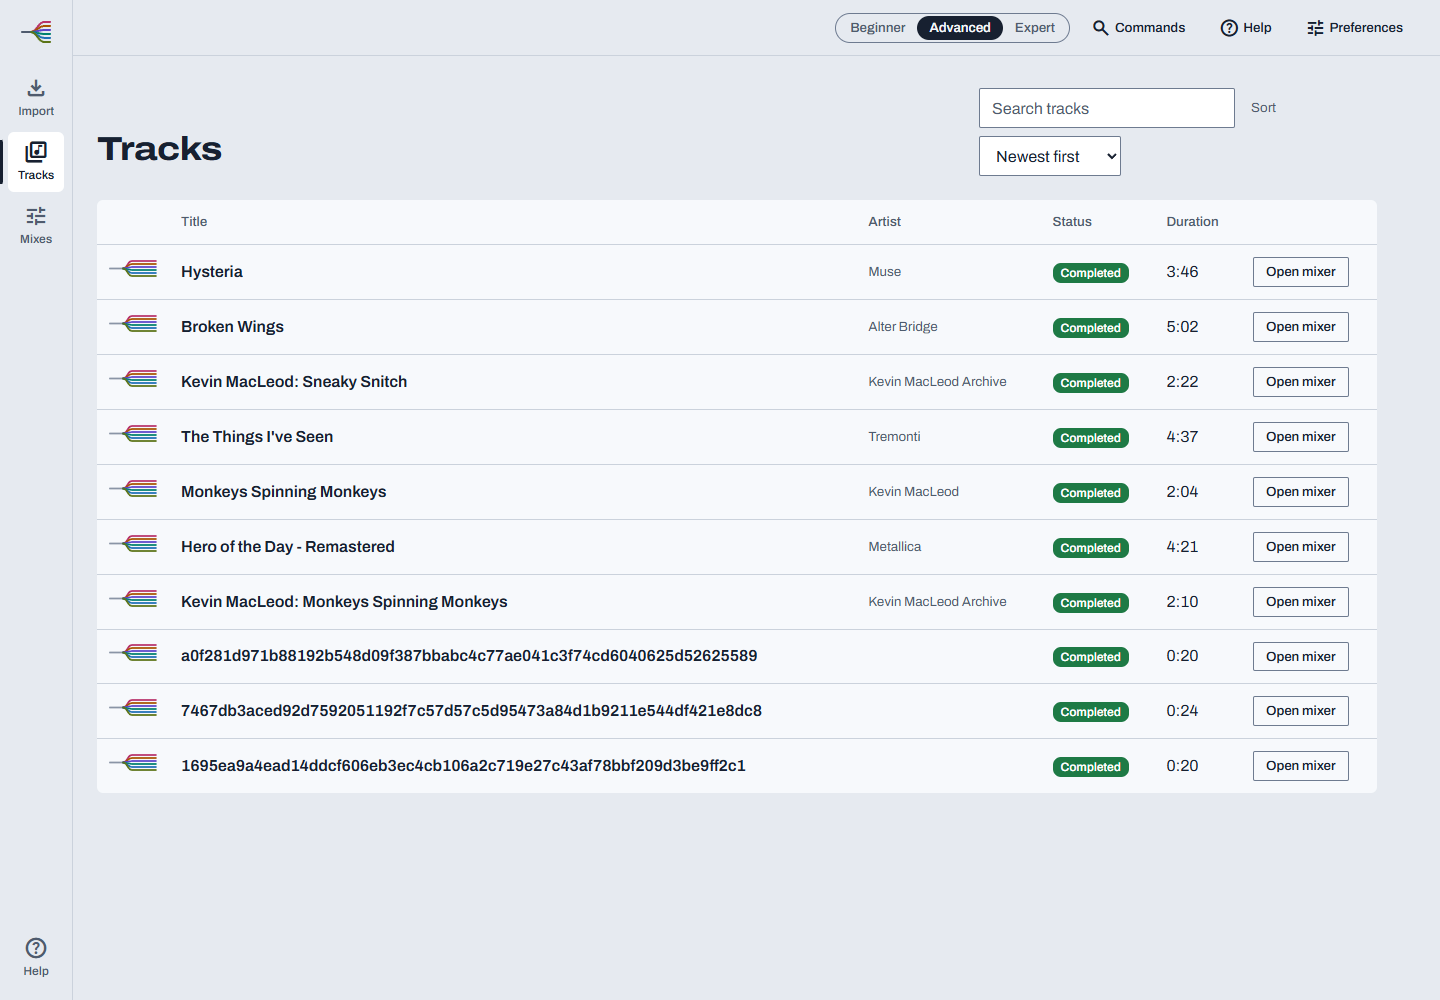 Beginner Advanced Expert Commands Help Preferences
Import
Tracks
Mixes
Help
Tracks
Search tracks Sort
Newest first
Title Artist Status Duration
Hysteria Muse Completed 3:46 Open mixer
Broken Wings Alter Bridge Completed 5:02 Open mixer
Kevin MacLeod: Sneaky Snitch Kevin MacLeod Archive Completed 2:22 Open mixer
The Things I've Seen Tremonti Completed 4:37 Open mixer
Monkeys Spinning Monkeys Kevin MacLeod Completed 2:04 Open mixer
Hero of the Day - Remastered Metallica Completed 4:21 Open mixer
Kevin MacLeod: Monkeys Spinning Monkeys Kevin MacLeod Archive Completed 2:10 Open mixer
a0f281d971b88192b548d09f387bbabc4c77ae041c3f74cd6040625d52625589 Completed 0:20 Open mixer
7467db3aced92d7592051192f7c57d57c5d95473a84d1b9211e544df421e8dc8 Completed 0:24 Open mixer
1695ea9a4ead14ddcf606eb3ec4cb106a2c719e27c43af78bbf209d3be9ff2c1 Completed 0:20 Open mixer